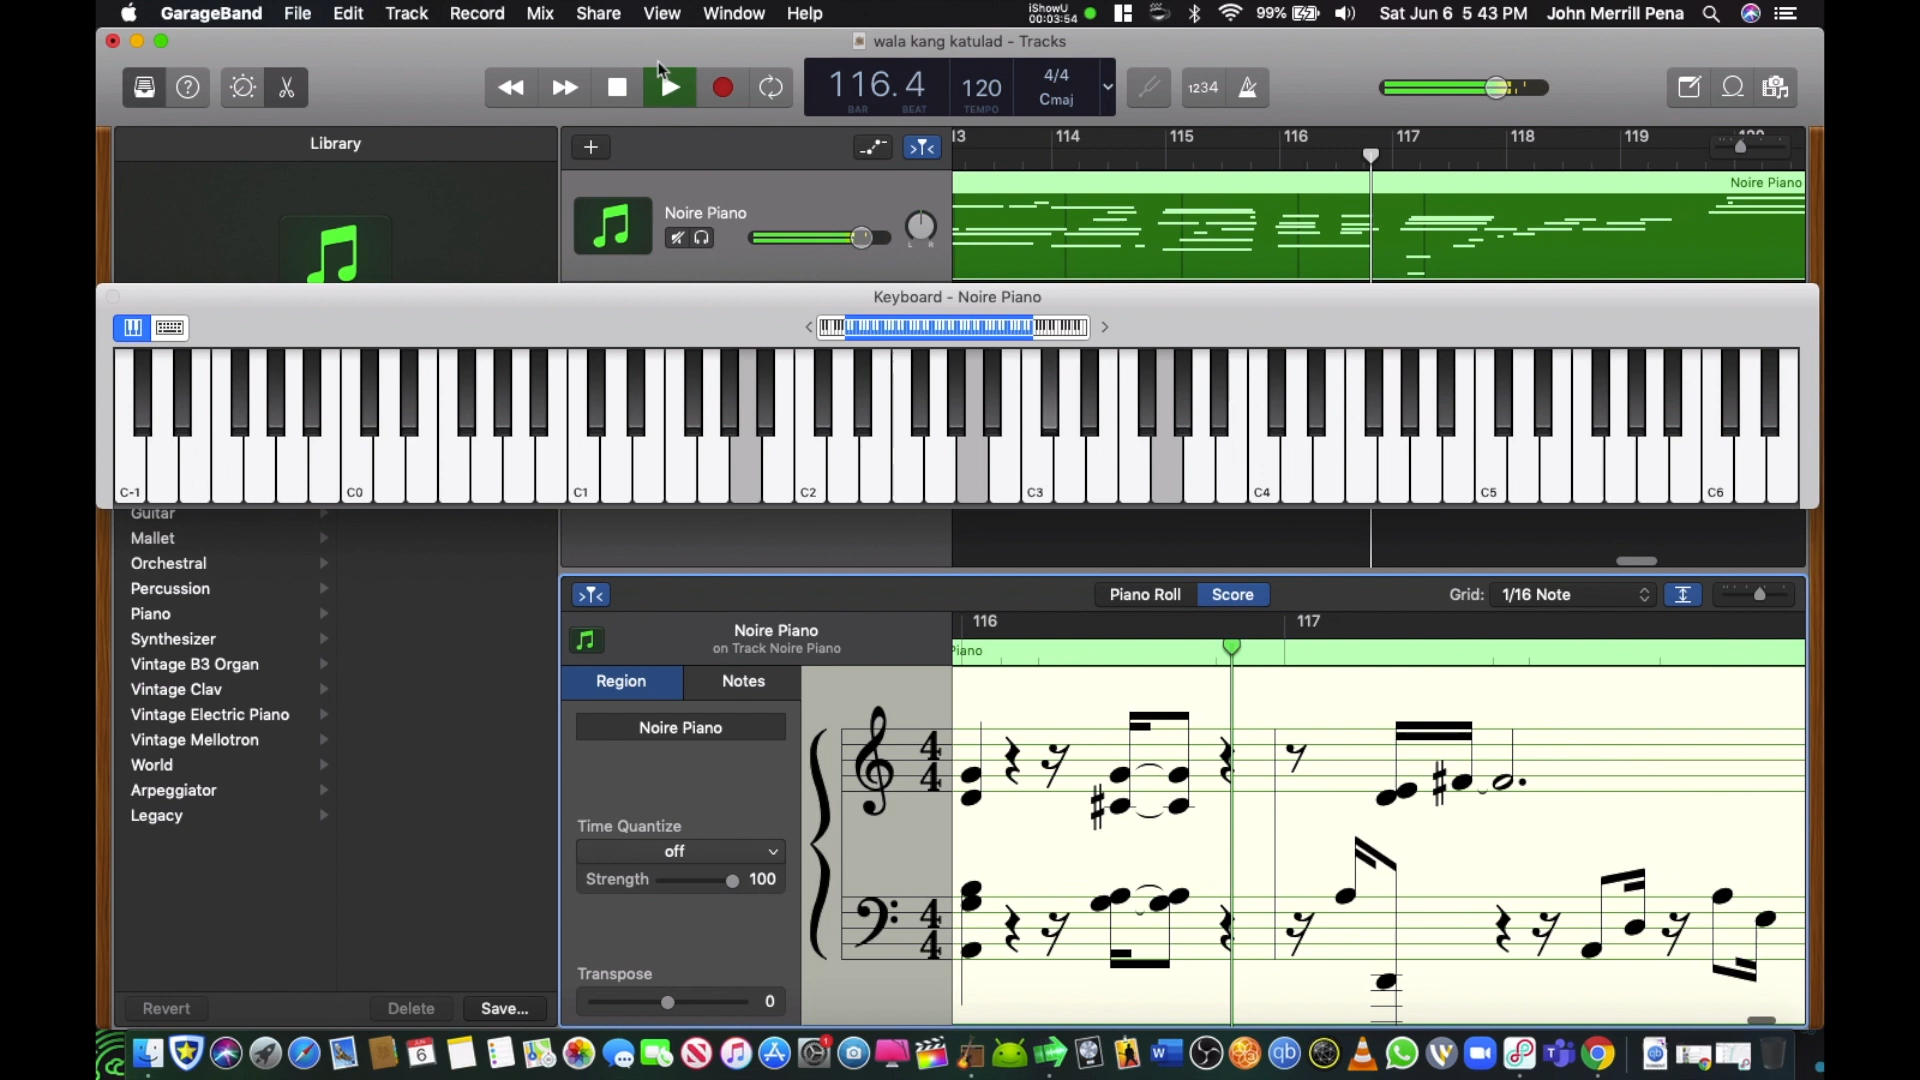 GarageBand File Edit Track Record Mix Share View Window Help iShowU 00:03:54 99% Sat Jun 6 5 43 PM John Merrill Pena
wala kang katulad - Tracks
116.4 120 4/4
Cmaj
BAR BEAT TEMPO
1234
Library
13 114 115 116 117 118 119
Noire Piano
Noire Piano
L R
Keyboard - Noire Piano
C-1 C0 C1 C2 C3 C4 C5 C6
Guitar
Mallet
Orchestral
Percussion
Piano
Synthesizer
Vintage B3 Organ
Vintage Clav
Vintage Electric Piano
Vintage Mellotron
World
Arpeggiator
Legacy
Revert Delete Save...
Piano Roll Score Grid: 1/16 Note
116 117
Noire Piano
on Track Noire Piano
Piano
Region Notes
Noire Piano
Time Quantize
off
Strength 100
Transpose
0